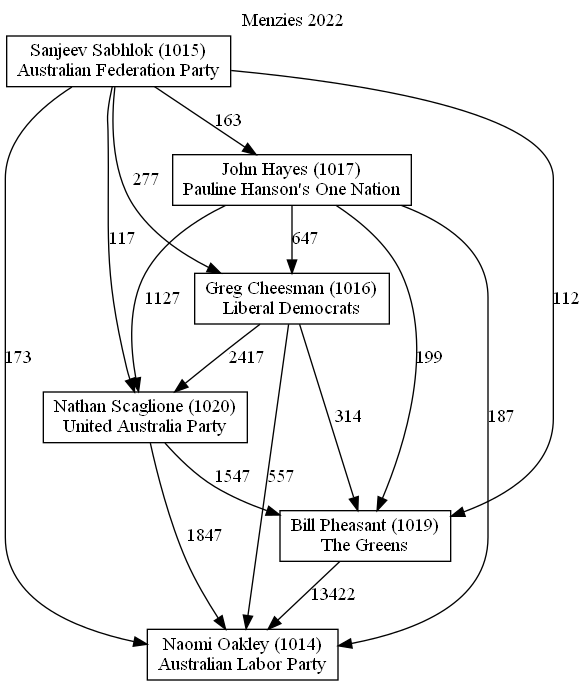 Menzies 2022
Sanjeev Sabhlok (1015)
Australian Federation Party
163
John Hayes (1017)
Pauline Hanson's One Nation
277
117
647
1127
112
Greg Cheesman (1016)
Liberal Democrats
2417
199
173
Nathan Scaglione (1020)
United Australia Party
314
187
1547
557
Bill Pheasant (1019)
The Greens
1847
13422
Naomi Oakley (1014)
Australian Labor Party